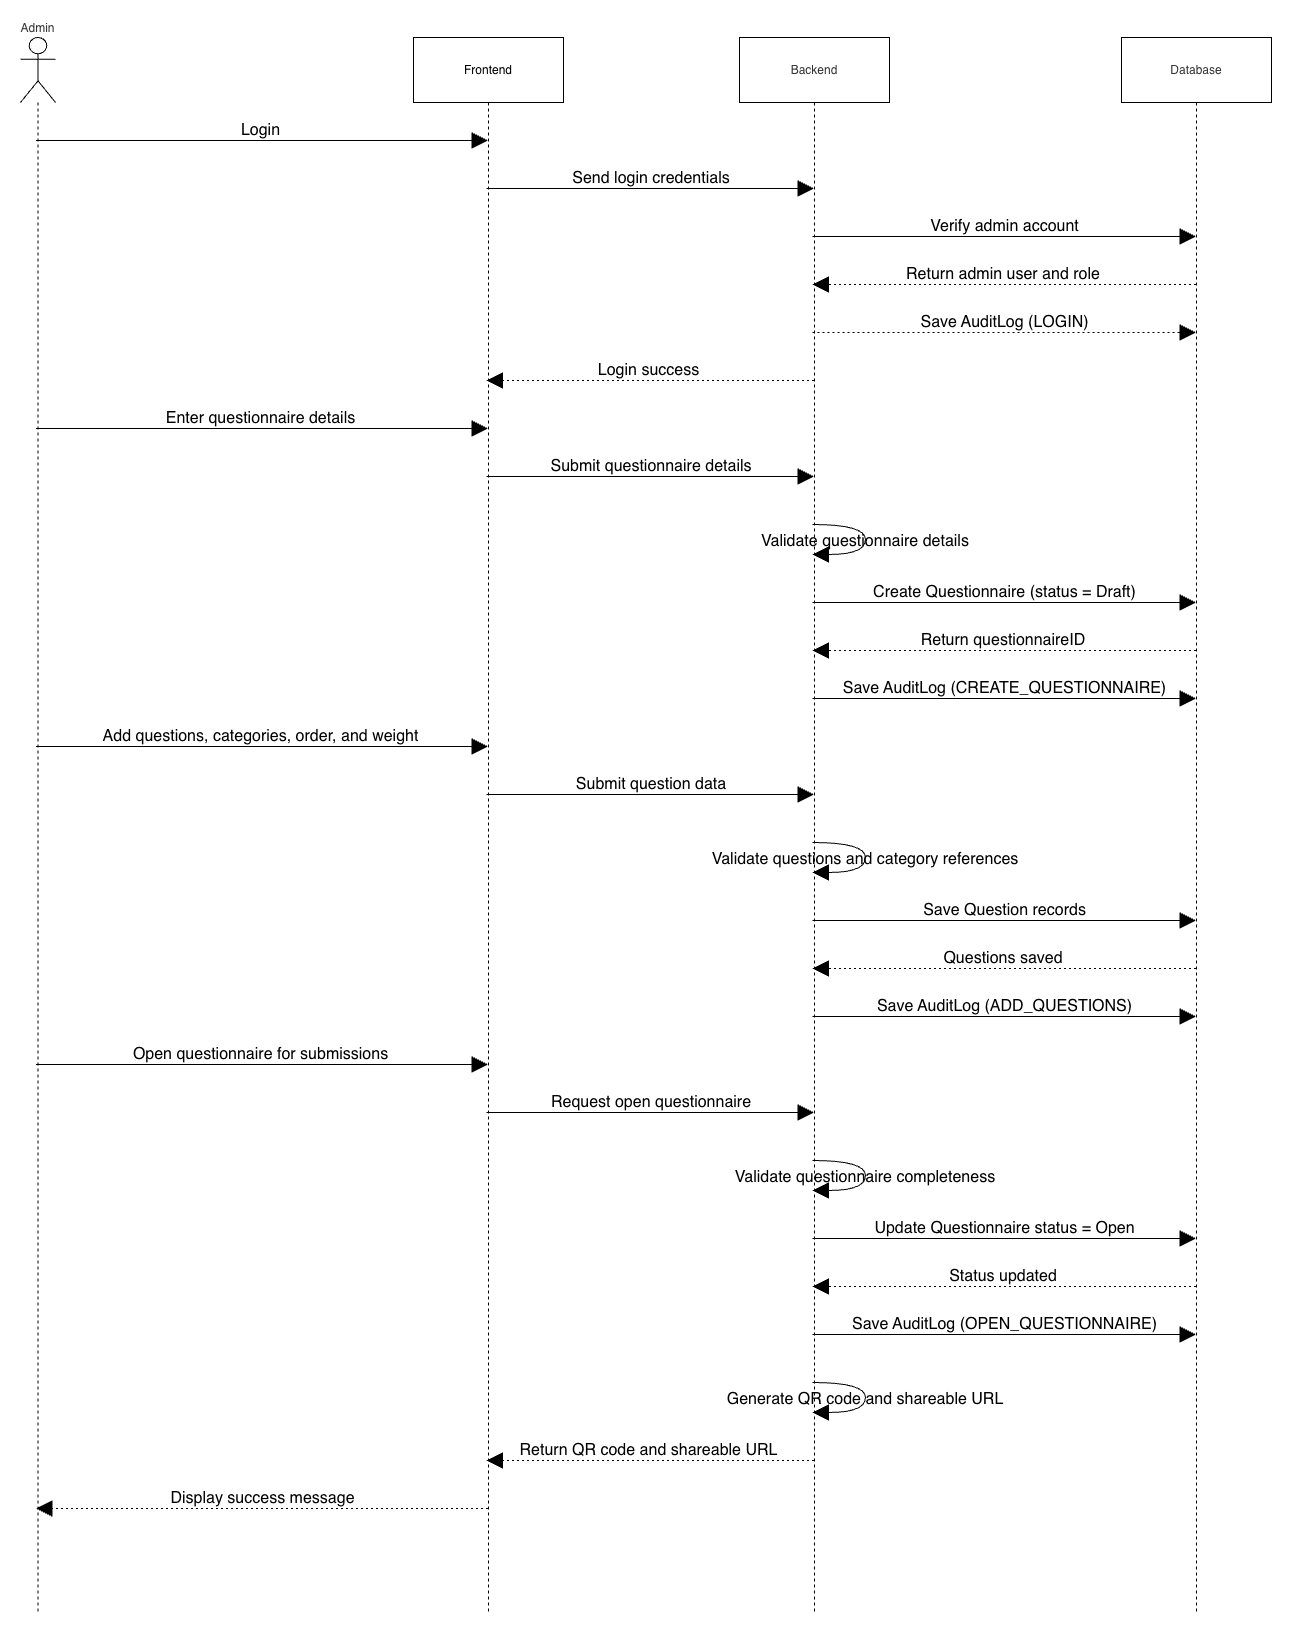 Admin
Frontend
Backend
Database
Login
Send login credentials
Verify admin account
Return admin user and role
Save AuditLog (LOGIN)
Login success
Enter questionnaire details
Submit questionnaire details
Validate questionnaire details
Create Questionnaire (status = Draft)
Return questionnaireID
Save AuditLog (CREATE_QUESTIONNAIRE)
Add questions, categories, order, and weight
Submit question data
Validate questions and category references
Save Question records
Questions saved
Save AuditLog (ADD_QUESTIONS)
Open questionnaire for submissions
Request open questionnaire
Validate questionnaire completeness
Update Questionnaire status = Open
Status updated
Save AuditLog (OPEN_QUESTIONNAIRE)
Generate QR code and shareable URL
Return QR code and shareable URL
Display success message